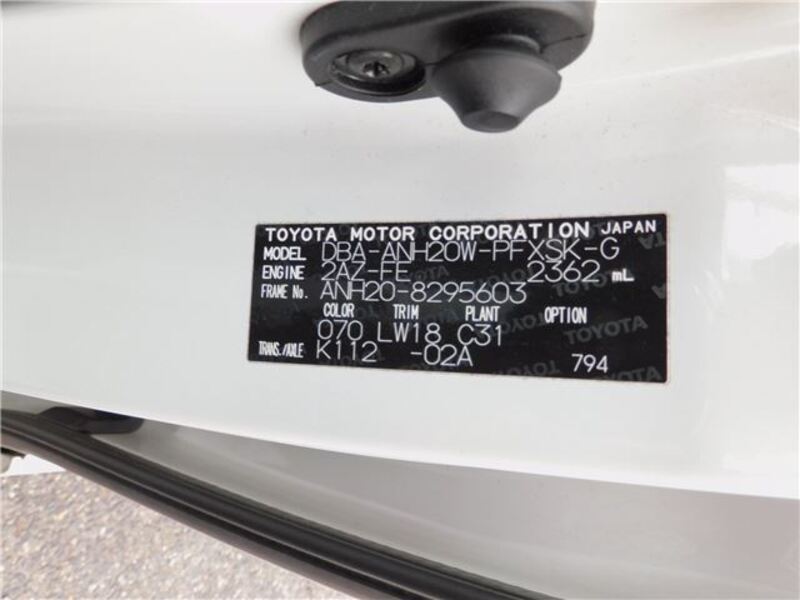 TOYOTA MOTOR CORPORATION JAPAN
MODEL DBA-ANH20W-PFXSK-G
ENGINE 2AZ-FE 2362 mL
FRAME No. ANH20-8295603
COLOR TRIM PLANT OPTION
070 LW18 C31
TRANS./AXLE K112 -02A 794